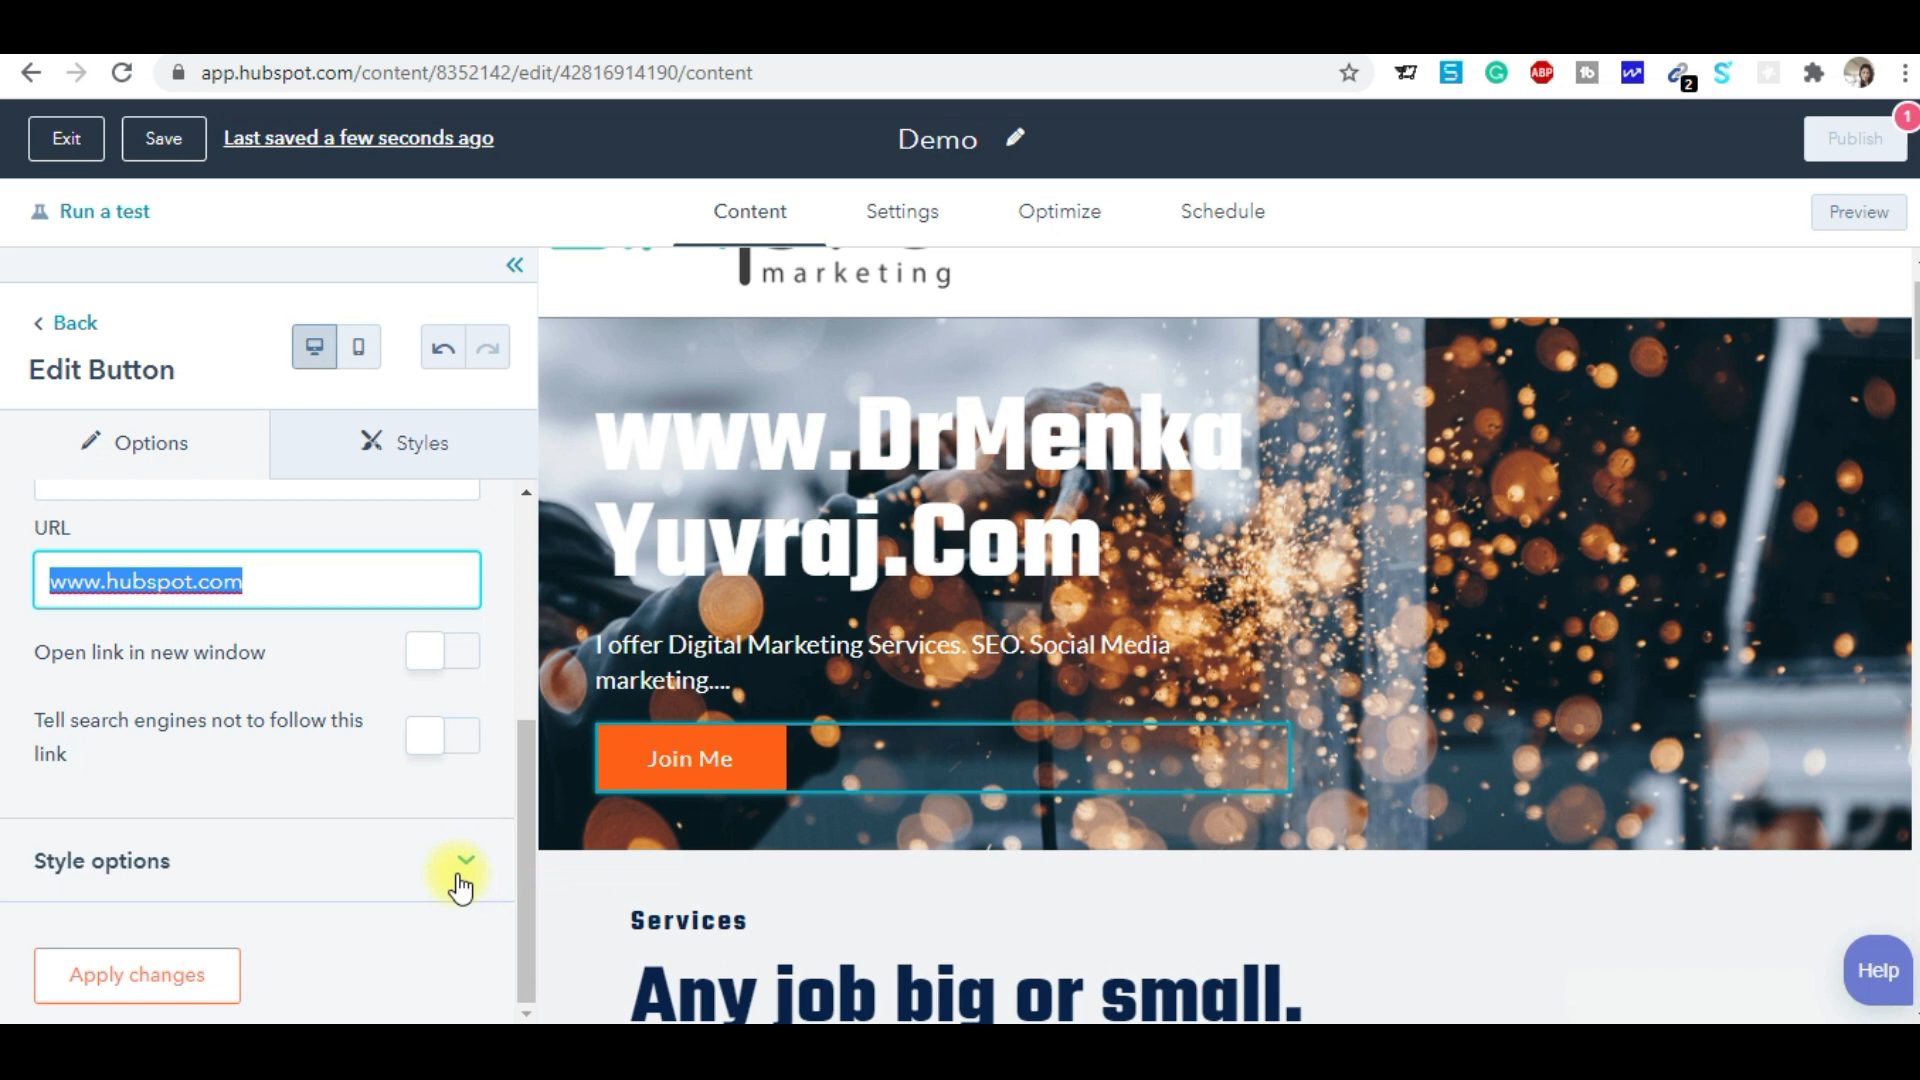 app.hubspot.com/content/8352142/edit/42816914190/content
ABP
2
Exit
Save
Last saved a few seconds ago
Demo
Publish
1
Run a test
Content
Settings
Optimize
Schedule
Preview
marketing
Back
Edit Button
Options
Styles
URL
www.hubspot.com
Open link in new window
Tell search engines not to follow this
link
Style options
Apply changes
www.DrMenka
Yuvraj.Com
I offer Digital Marketing Services. SEO. Social Media
marketing....
Join Me
Services
Any job big or small.
Help